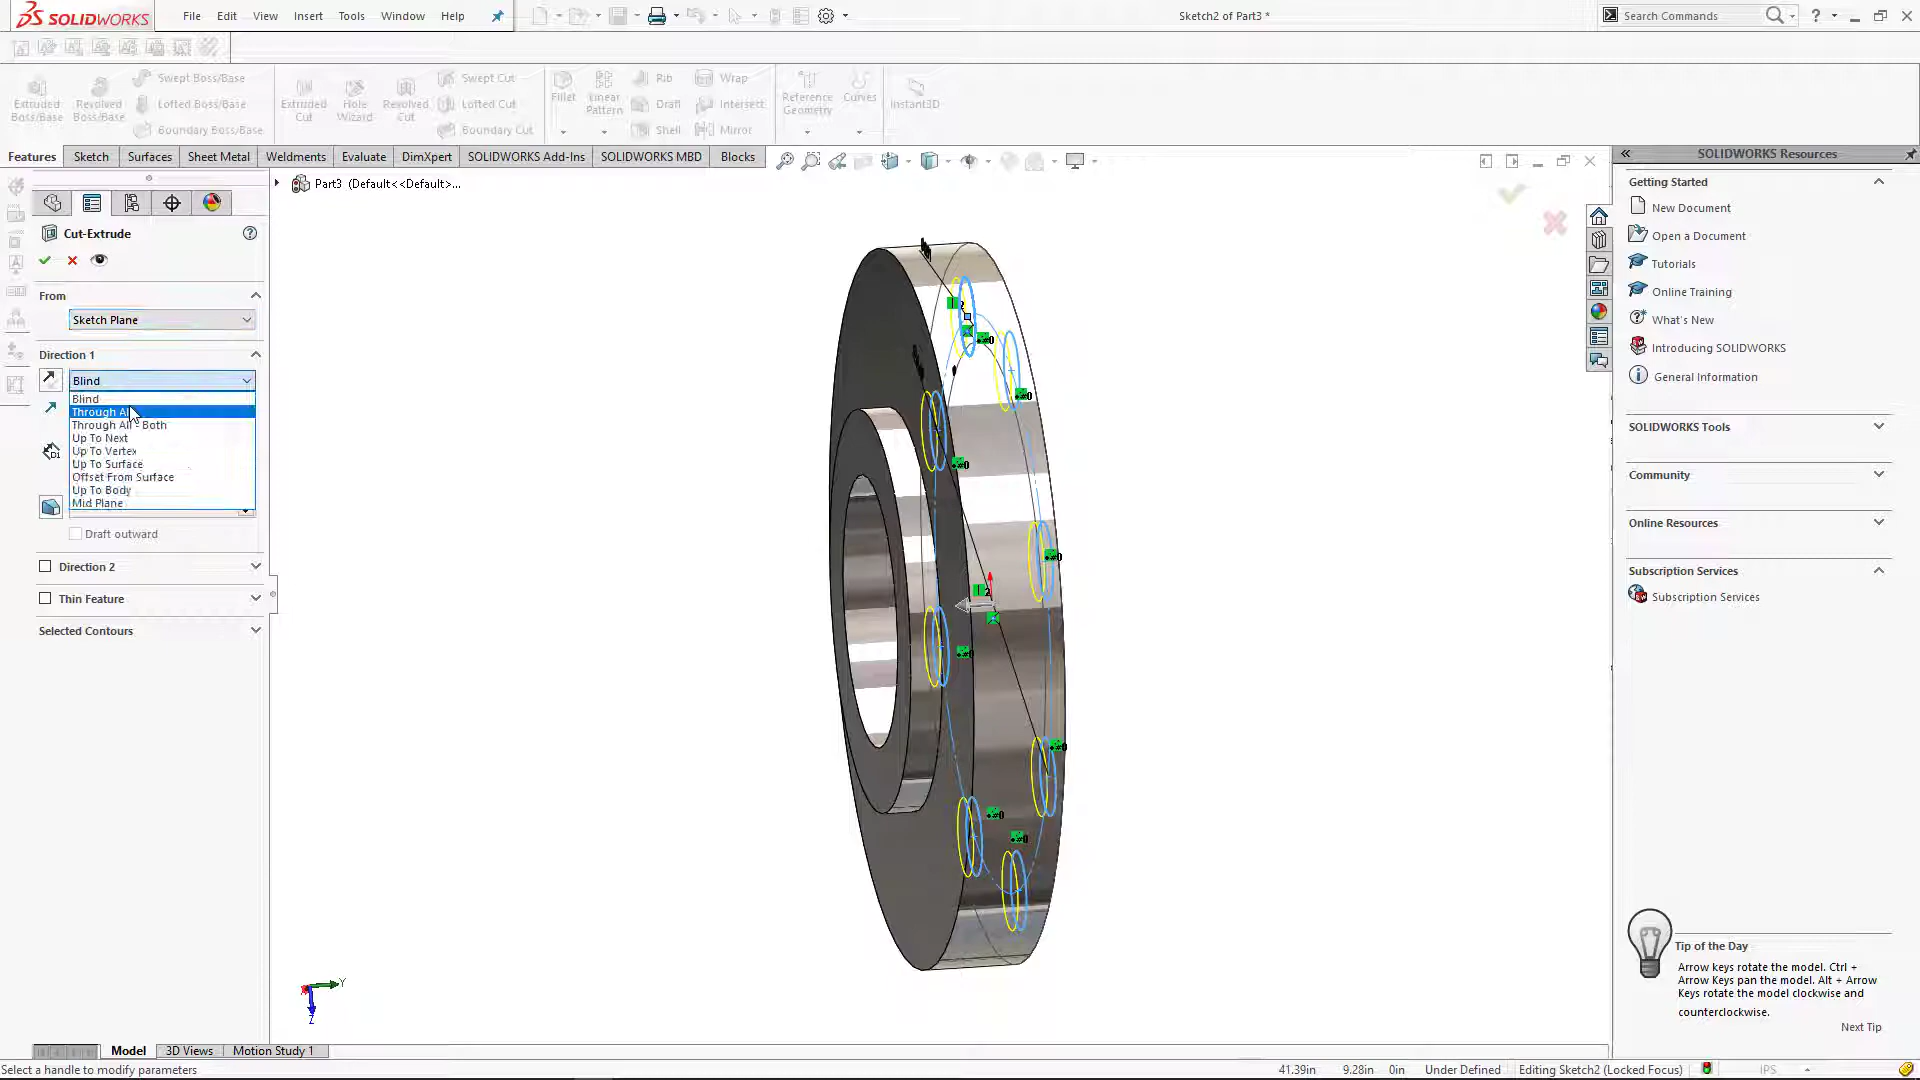 SOLIDWORKS
File Edit View Insert Tools Window Help
Sketch2 of Part3 *
Search Commands
Extruded Boss/Base
Revolved Boss/Base
Swept Boss/Base
Lofted Boss/Base
Boundary Boss/Base
Extruded Cut
Hole Wizard
Revolved Cut
Swept Cut
Lofted Cut
Boundary Cut
Fillet
Linear Pattern
Rib
Draft
Shell
Wrap
Intersect
Mirror
Reference Geometry
Curves
Instant3D
Features Sketch Surfaces Sheet Metal Weldments Evaluate DimXpert SOLIDWORKS Add-Ins SOLIDWORKS MBD Blocks
Part3 (Default<<Default>...
Cut-Extrude
From
Sketch Plane
Direction 1
Blind
Blind
Through All
Through All - Both
Up To Next
Up To Vertex
Up To Surface
Offset From Surface
Up To Body
Mid Plane
Draft outward
Direction 2
Thin Feature
Selected Contours
Y
Z
SOLIDWORKS Resources
Getting Started
New Document
Open a Document
Tutorials
Online Training
What's New
Introducing SOLIDWORKS
General Information
SOLIDWORKS Tools
Community
Online Resources
Subscription Services
Subscription Services
Tip of the Day
Arrow keys rotate the model. Ctrl +
Arrow Keys pan the model. Alt + Arrow
Keys rotate the model clockwise and
counterclockwise.
Next Tip
Model 3D Views Motion Study 1
Select a handle to modify parameters
41.39in 9.28in 0in Under Defined Editing Sketch2 (Locked Focus) IPS